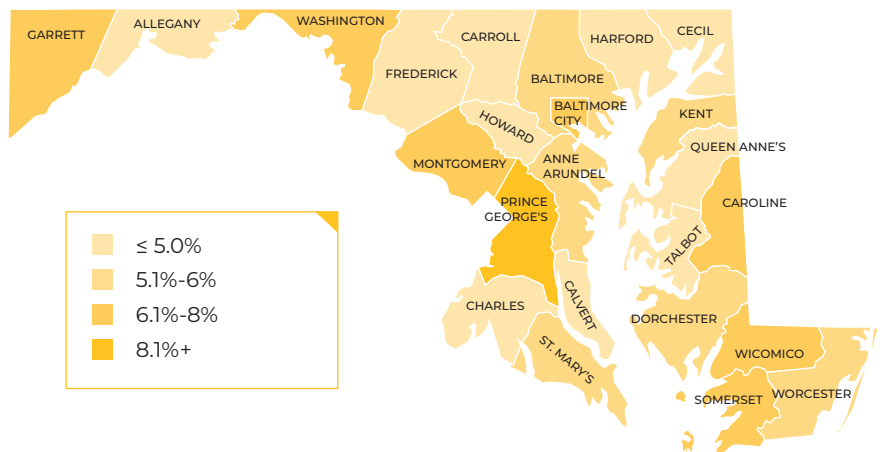 GARRETT
ALLEGANY
WASHINGTON
FREDERICK
CARROLL
BALTIMORE
HARFORD
CECIL
BALTIMORE
CITY
HOWARD
KENT
QUEEN ANNE'S
MONTGOMERY
ANNE
ARUNDEL
PRINCE
GEORGE'S
CAROLINE
TALBOT
CHARLES
CALVERT
ST. MARY'S
DORCHESTER
WICOMICO
SOMERSET
WORCESTER
≤ 5.0%
5.1%-6%
6.1%-8%
8.1%+